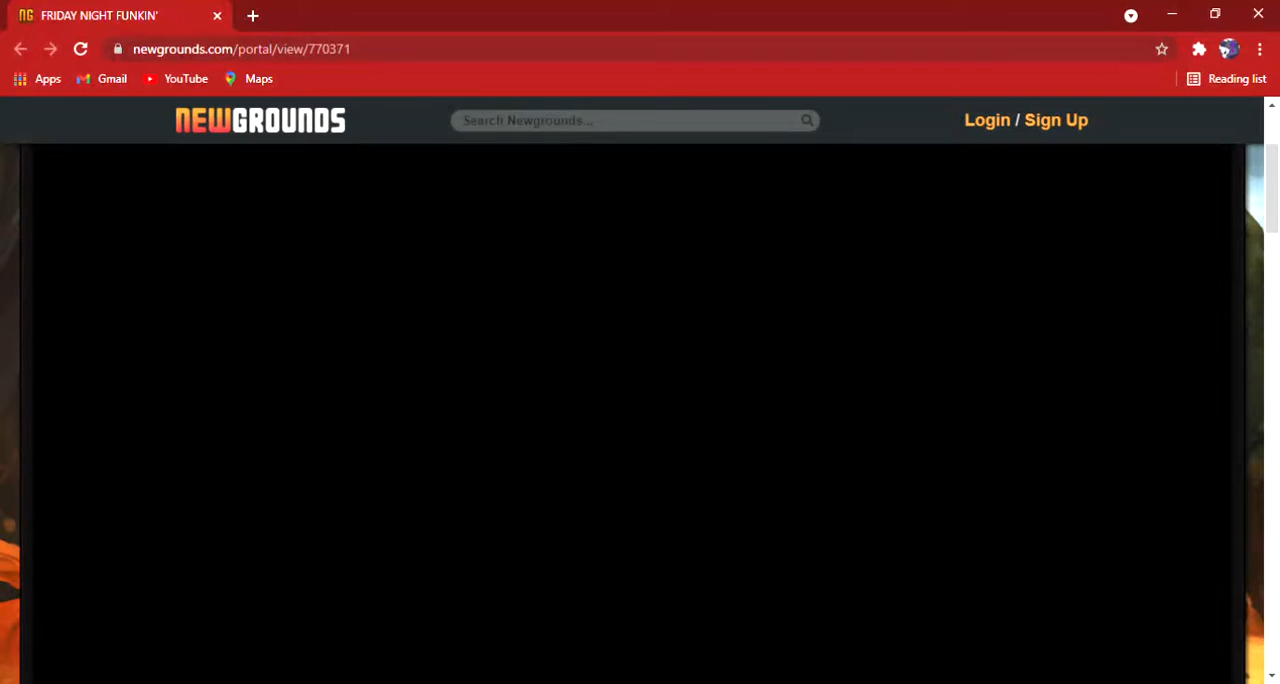 FRIDAY NIGHT FUNKIN'
newgrounds.com/portal/view/770371
Apps Gmail YouTube Maps Reading list
NEWGROUNDS Search Newgrounds... Login / Sign Up